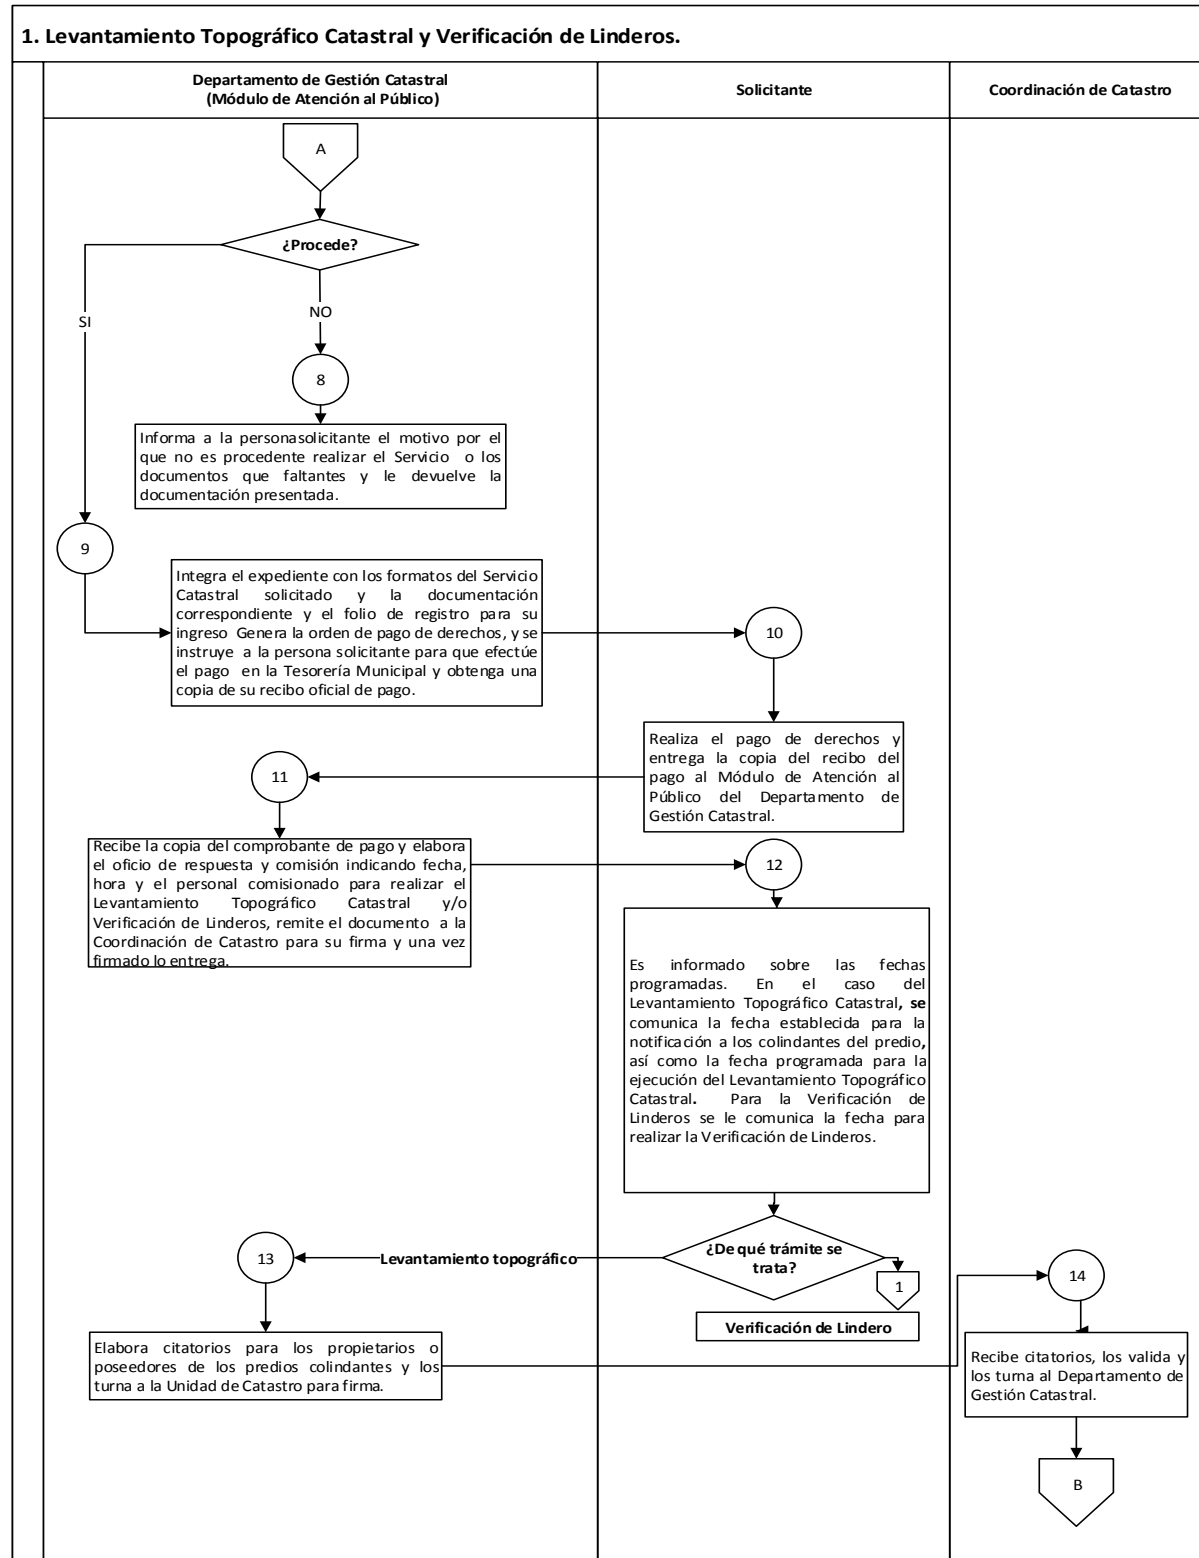 1. Levantamiento Topográfico Catastral y Verificación de Linderos.
Departamento de Gestión Catastral
(Módulo de Atención al Público)
Solicitante
Coordinación de Catastro
A
¿Procede?
SI
NO
8
Informa a la personasolicitante el motivo por el
que no es procedente realizar el Servicio o los
documentos que faltantes y le devuelve la
documentación presentada.
9
Integra el expediente con los formatos del Servicio
Catastral solicitado y la documentación
correspondiente y el folio de registro para su
ingreso Genera la orden de pago de derechos, y se
instruye a la persona solicitante para que efectúe
el pago en la Tesorería Municipal y obtenga una
copia de su recibo oficial de pago.
10
Realiza el pago de derechos y
entrega la copia del recibo del
pago al Módulo de Atención al
Público del Departamento de
Gestión Catastral.
11
Recibe la copia del comprobante de pago y elabora
el oficio de respuesta y comisión indicando fecha,
hora y el personal comisionado para realizar el
Levantamiento Topográfico Catastral y/o
Verificación de Linderos, remite el documento a la
Coordinación de Catastro para su firma y una vez
firmado lo entrega.
12
Es informado sobre las fechas
programadas. En el caso del
Levantamiento Topográfico Catastral, se
comunica la fecha establecida para la
notificación a los colindantes del predio,
así como la fecha programada para la
ejecución del Levantamiento Topográfico
Catastral. Para la Verificación de
Linderos se le comunica la fecha para
realizar la Verificación de Linderos.
¿De qué trámite se
trata?
Levantamiento topográfico
1
Verificación de Lindero
13
Elabora citatorios para los propietarios o
poseedores de los predios colindantes y los
turna a la Unidad de Catastro para firma.
14
Recibe citatorios, los valida y
los turna al Departamento de
Gestión Catastral.
B